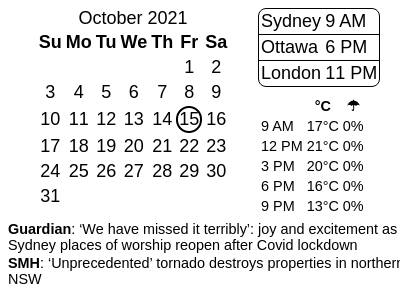 October 2021
Su Mo Tu We Th Fr Sa
1 2
3 4 5 6 7 8 9
10 11 12 13 14 15 16
17 18 19 20 21 22 23
24 25 26 27 28 29 30
31
Sydney 9 AM
Ottawa 6 PM
London 11 PM
°C ☂
9 AM 17°C 0%
12 PM 21°C 0%
3 PM 20°C 0%
6 PM 16°C 0%
9 PM 13°C 0%
Guardian: ‘We have missed it terribly’: joy and excitement as
Sydney places of worship reopen after Covid lockdown
SMH: ‘Unprecedented’ tornado destroys properties in northern
NSW